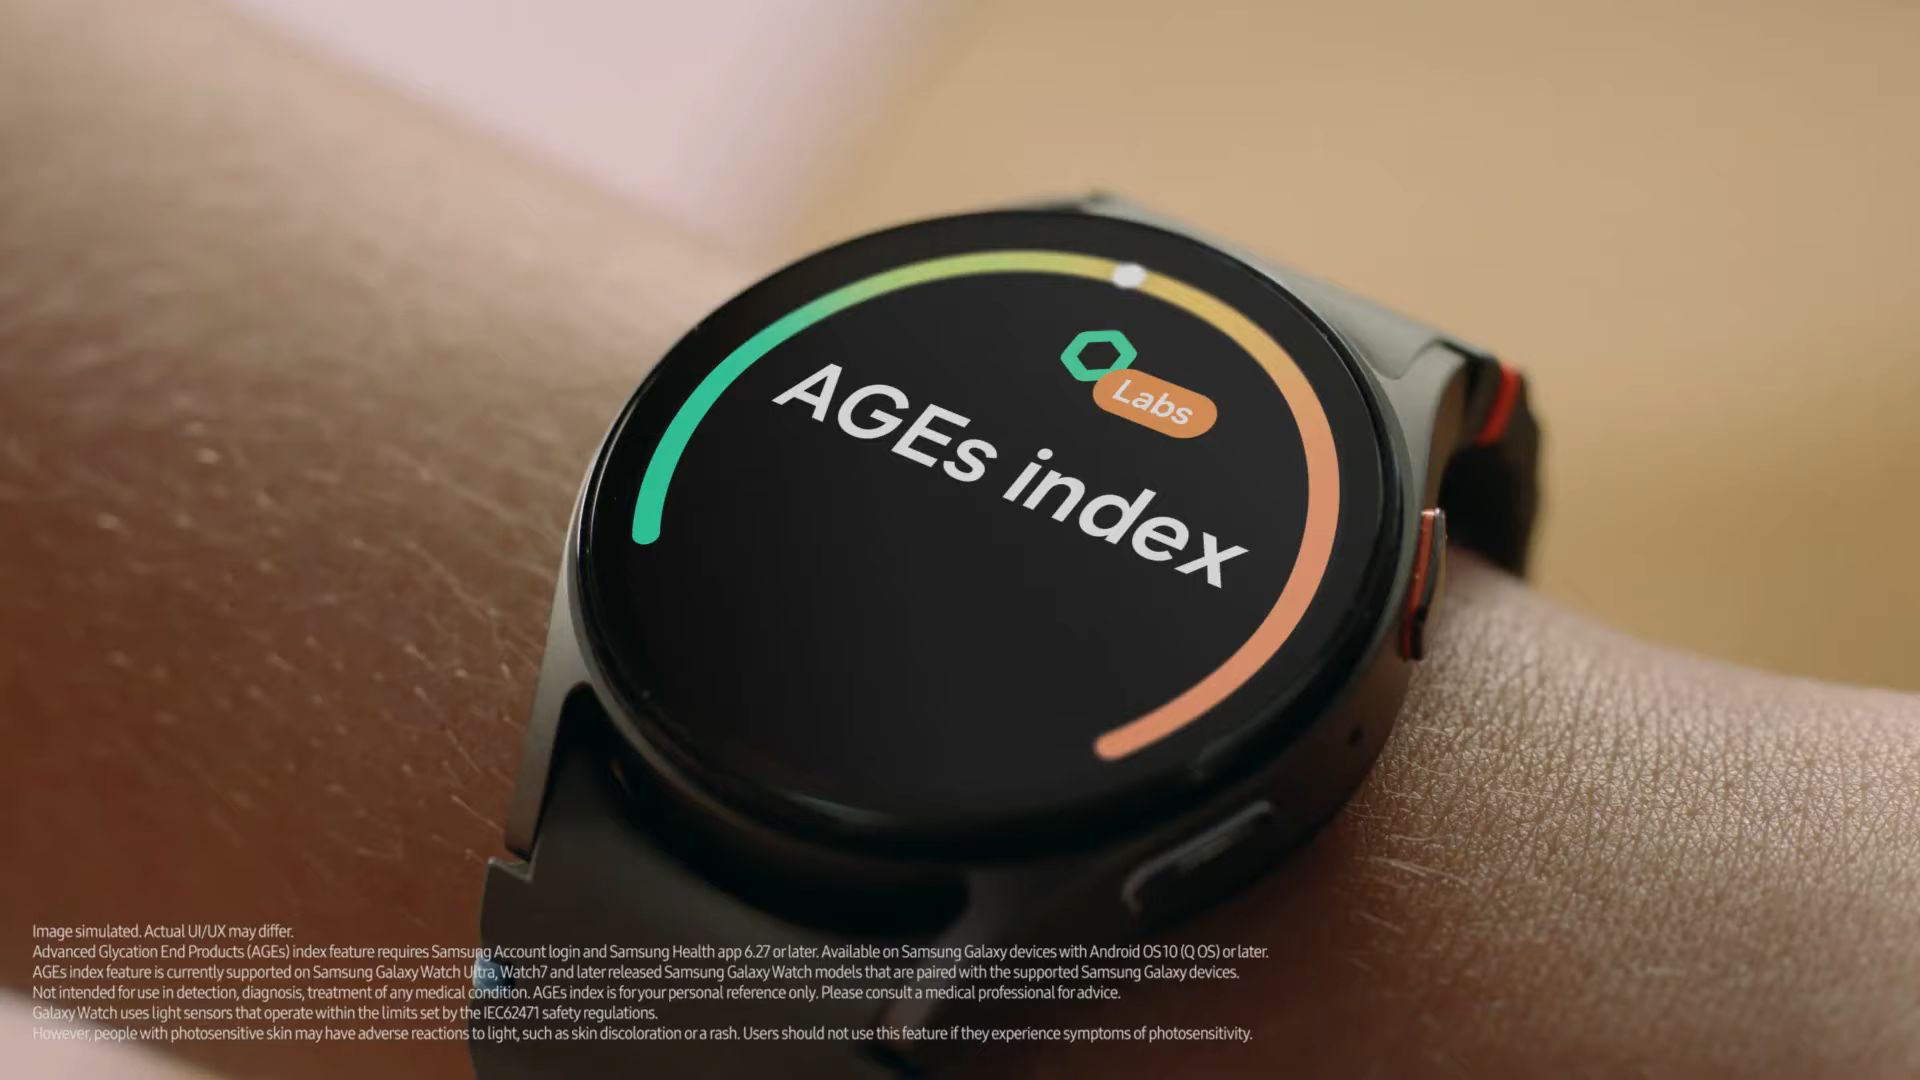 Labs
AGEs index
Image simulated. Actual UI/UX may differ.
Advanced Glycation End Products (AGEs) index feature requires Samsung Account login and Samsung Health app 6.27 or later. Available on Samsung Galaxy devices with Android OS 10 (Q OS) or later.
AGEs index feature is currently supported on Samsung Galaxy Watch Ultra, Watch7 and later released Samsung Galaxy Watch models that are paired with the supported Samsung Galaxy devices.
Not intended for use in detection, diagnosis, treatment of any medical condition. AGEs index is for your personal reference only. Please consult a medical professional for advice.
Galaxy Watch uses light sensors that operate within the limits set by the IEC62471 safety regulations.
However, people with photosensitive skin may have adverse reactions to light, such as skin discoloration or a rash. Users should not use this feature if they experience symptoms of photosensitivity.